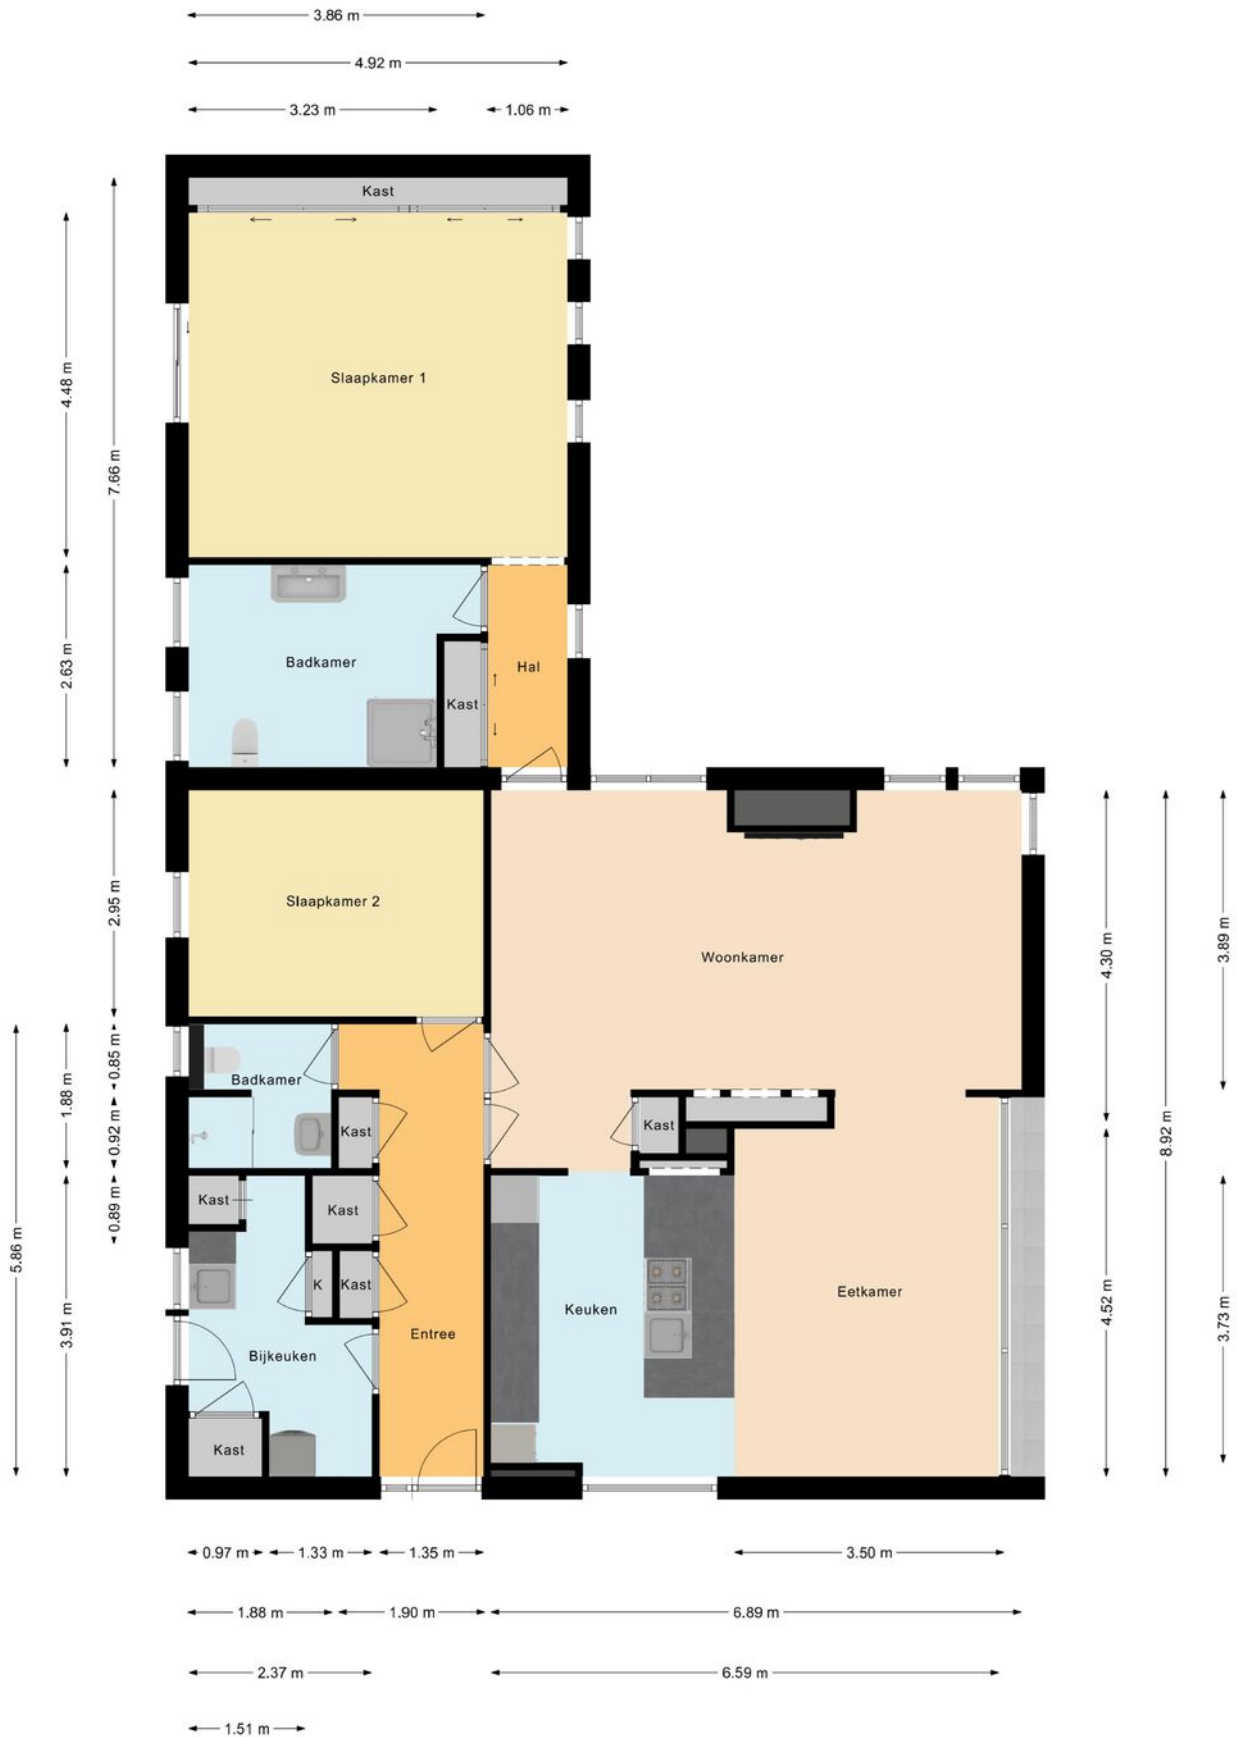 3.86 m
4.92 m
3.23 m
1.06 m
Kast
Slaapkamer 1
4.48 m
7.66 m
2.63 m
Badkamer
Hal
Kast
Slaapkamer 2
2.95 m
Woonkamer
4.30 m
3.89 m
8.92 m
0.85 m
1.88 m
0.92 m
Badkamer
Kast
Kast
0.89 m
Kast
Kast
5.86 m
K
Kast
3.91 m
Keuken
Eetkamer
4.52 m
3.73 m
Entree
Bijkeuken
Kast
0.97 m
1.33 m
1.35 m
3.50 m
1.88 m
1.90 m
6.89 m
2.37 m
6.59 m
1.51 m